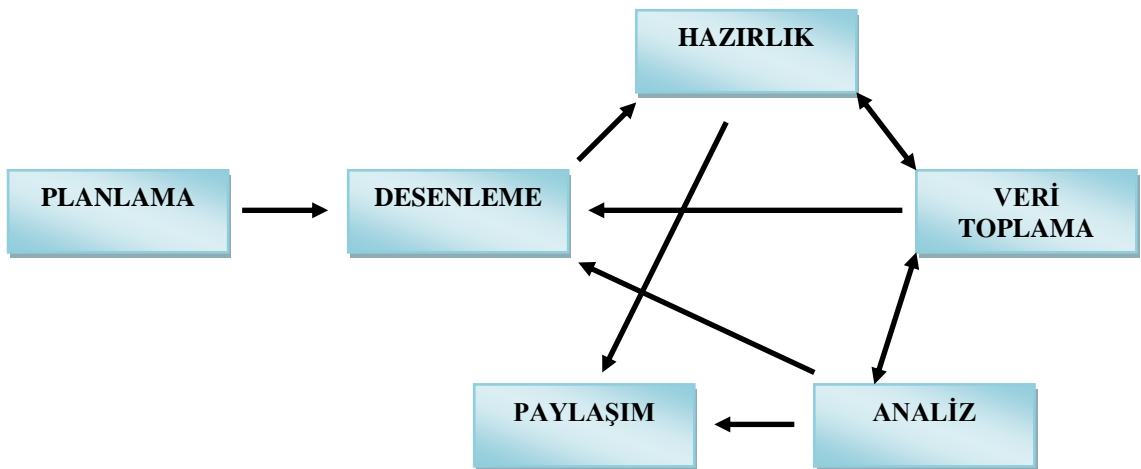 HAZIRLIK
PLANLAMA
DESENLEME
VERİ
TOPLAMA
PAYLAŞIM
ANALİZ